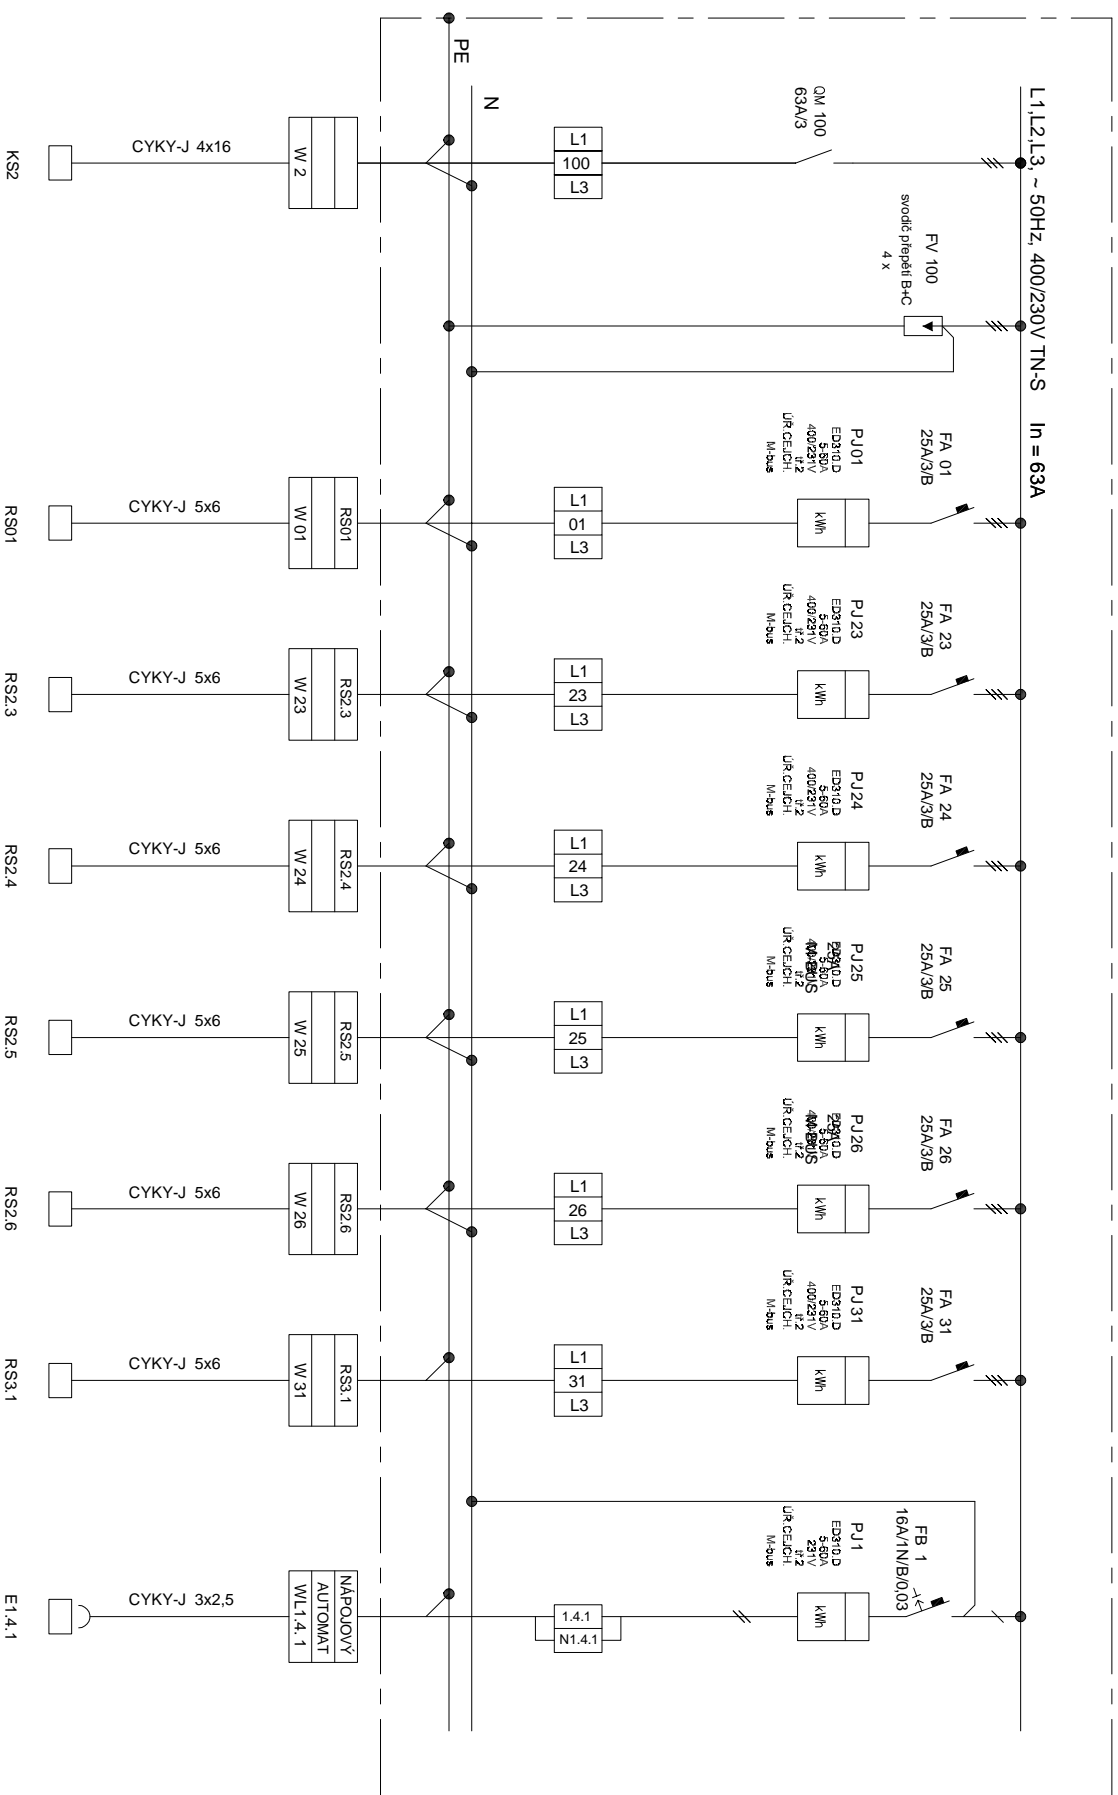 L1,L2,L3, ~ 50Hz, 400/230V TN-S In = 63A
PE
N
QM 100
63A/3
L1
100
L3
W 2
CYKY-J 4x16
KS2
FV 100
svodič přepětí B+C
4 x
FA 01
25A/3/B
PJ01
ED310.D
5-60A
400/231V
tř.2
ÚŘ.CEJCH.
M-bus
kWh
L1
01
L3
RS01
W 01
CYKY-J 5x6
RS01
FA 23
25A/3/B
PJ23
ED310.D
5-60A
400/231V
tř.2
ÚŘ.CEJCH.
M-bus
kWh
L1
23
L3
RS2.3
W 23
CYKY-J 5x6
RS2.3
FA 24
25A/3/B
PJ24
ED310.D
5-60A
400/231V
tř.2
ÚŘ.CEJCH.
M-bus
kWh
L1
24
L3
RS2.4
W 24
CYKY-J 5x6
RS2.4
FA 25
25A/3/B
PJ25
5-60A
tř.2
ÚŘ.CEJCH.
M-bus
kWh
L1
25
L3
RS2.5
W 25
CYKY-J 5x6
RS2.5
FA 26
25A/3/B
PJ26
5-60A
tř.2
ÚŘ.CEJCH.
M-bus
kWh
L1
26
L3
RS2.6
W 26
CYKY-J 5x6
RS2.6
FA 31
25A/3/B
PJ31
ED310.D
5-60A
400/231V
tř.2
ÚŘ.CEJCH.
M-bus
kWh
L1
31
L3
RS3.1
W 31
CYKY-J 5x6
RS3.1
FB 1
16A/1N/B/0,03
PJ1
ED310.D
5-60A
231V
tř.2
ÚŘ.CEJCH.
M-bus
kWh
1.4.1
N1.4.1
NÁPOJOVÝ
AUTOMAT
WL1.4.1
CYKY-J 3x2,5
E1.4.1